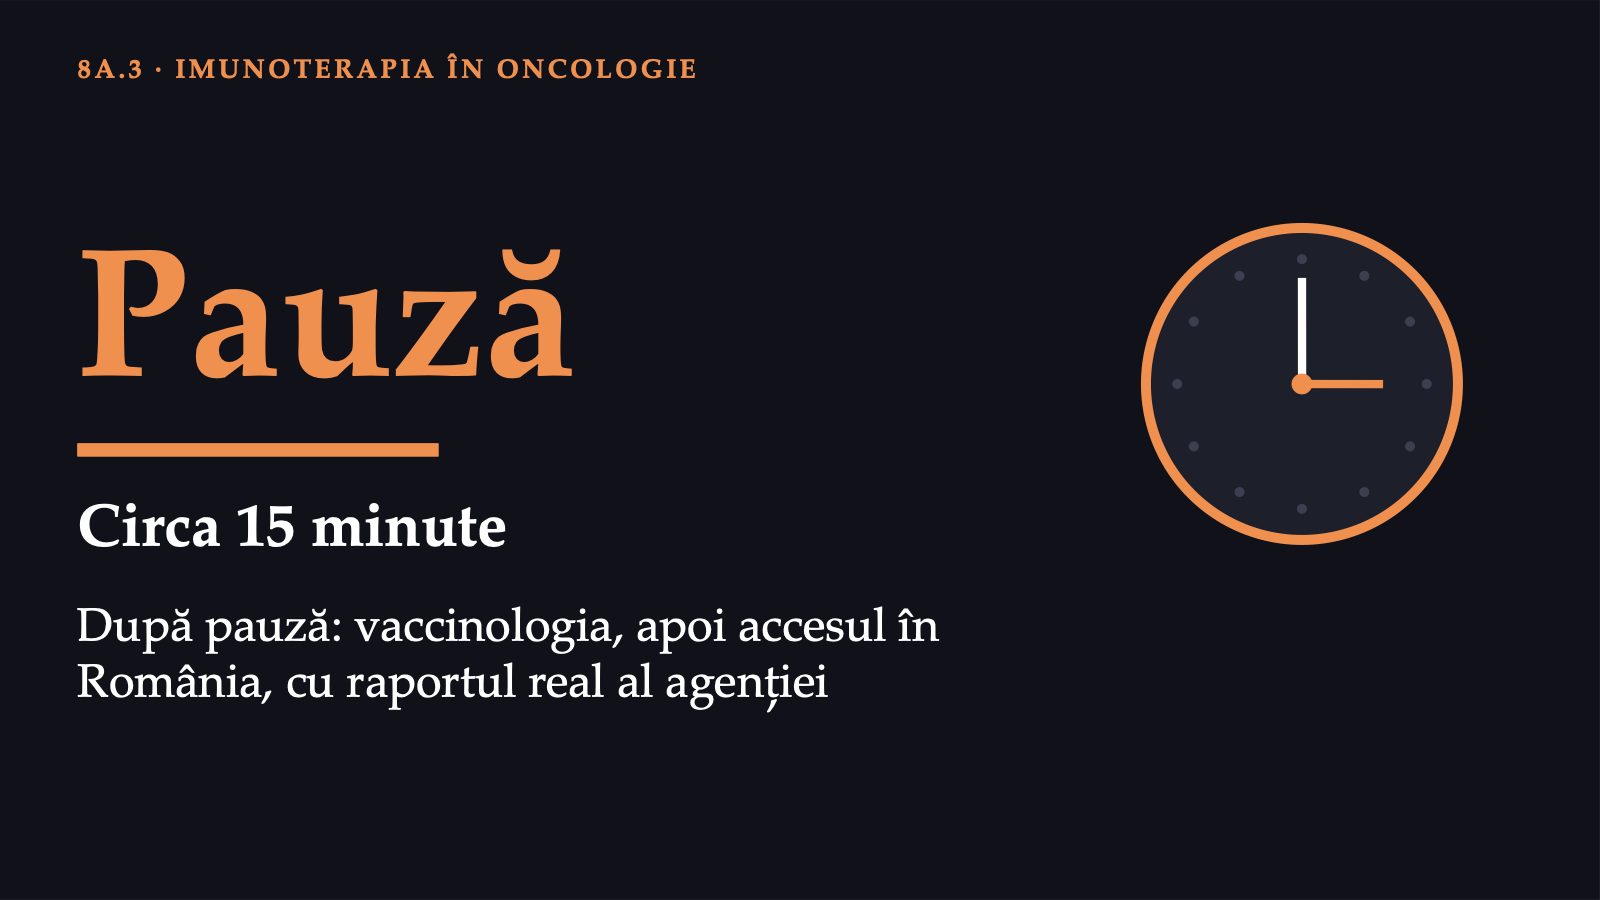 8A.3 · IMUNOTERAPIA ÎN ONCOLOGIE
Pauză
Circa 15 minute
După pauză: vaccinologia, apoi accesul în
România, cu raportul real al agenției